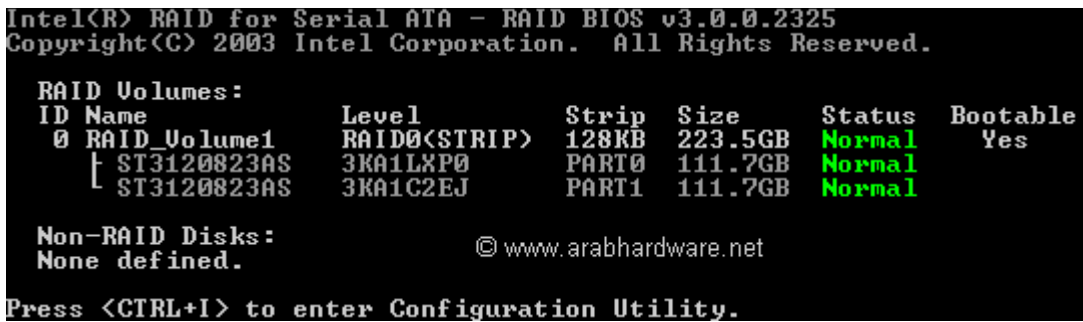 Intel(R) RAID for Serial ATA - RAID BIOS v3.0.0.2325
Copyright(C) 2003 Intel Corporation.  All Rights Reserved.
RAID Volumes:
ID Name Level Strip Size Status Bootable
0 RAID_Volume1 RAID0(STRIP) 128KB 223.5GB Normal Yes
ST3120823AS 3KA1LXP0 PART0 111.7GB Normal
ST3120823AS 3KA1C2EJ PART1 111.7GB Normal
Non-RAID Disks:
None defined.
© www.arabhardware.net
Press <CTRL+I> to enter Configuration Utility.